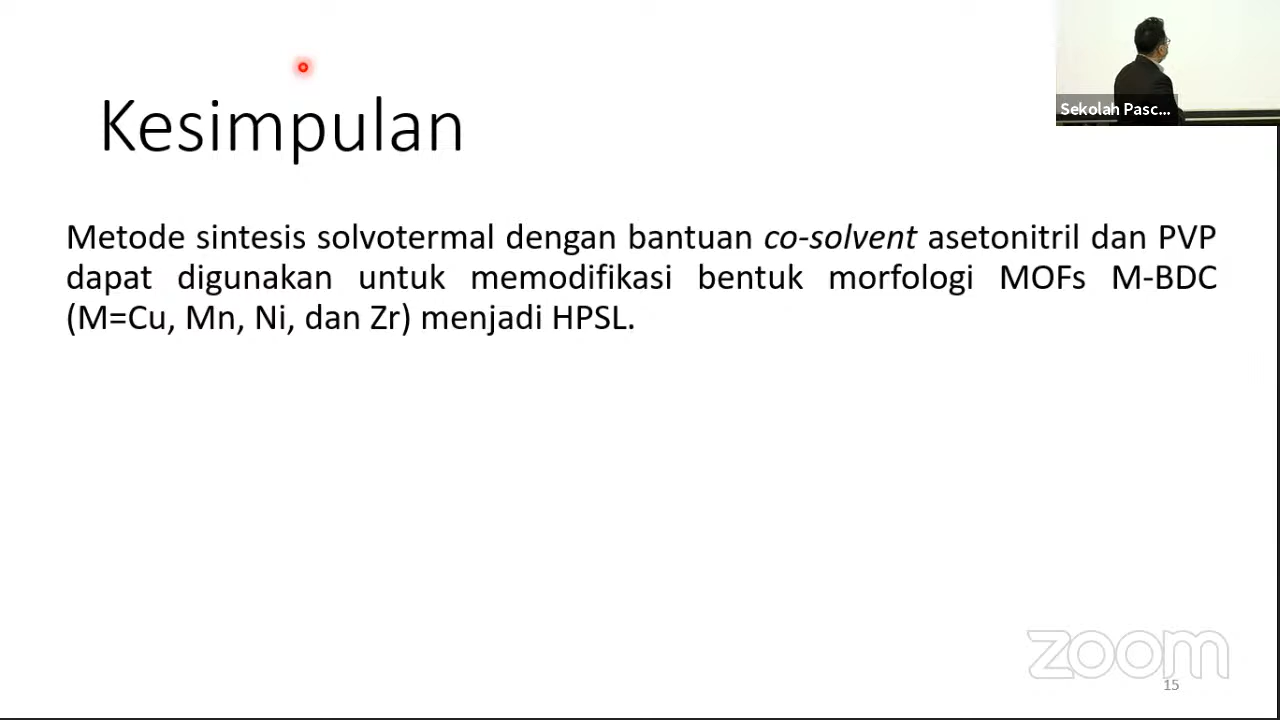 Kesimpulan
Sekolah Pasc...
Metode sintesis solvotermal dengan bantuan co-solvent asetonitril dan PVP
dapat digunakan untuk memodifikasi bentuk morfologi MOFs M-BDC
(M=Cu, Mn, Ni, dan Zr) menjadi HPSL.
zoom
15